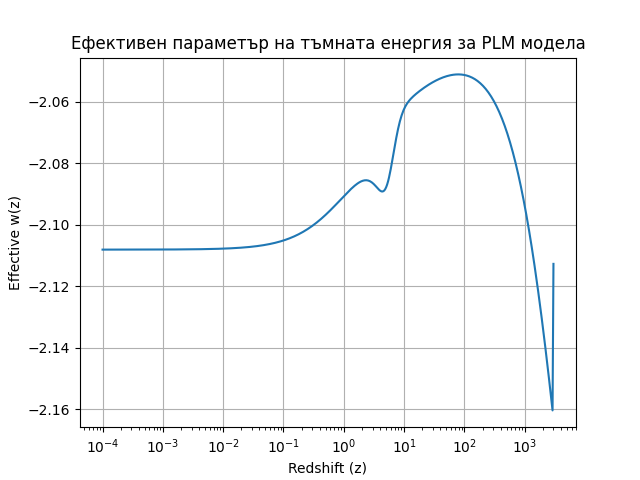 Ефективен параметър на тъмната енергия за PLM модела
Effective w(z)
−2.06
−2.08
−2.10
−2.12
−2.14
−2.16
10⁻⁴ 10⁻³ 10⁻² 10⁻¹ 10⁰ 10¹ 10² 10³
Redshift (z)